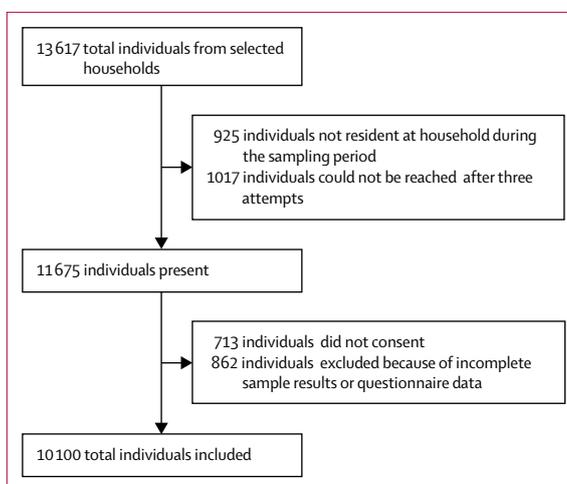 13 617 total individuals from selected
households
925 individuals not resident at household during
the sampling period
1017 individuals could not be reached after three
attempts
11 675 individuals present
713 individuals did not consent
862 individuals excluded because of incomplete
sample results or questionnaire data
10 100 total individuals included